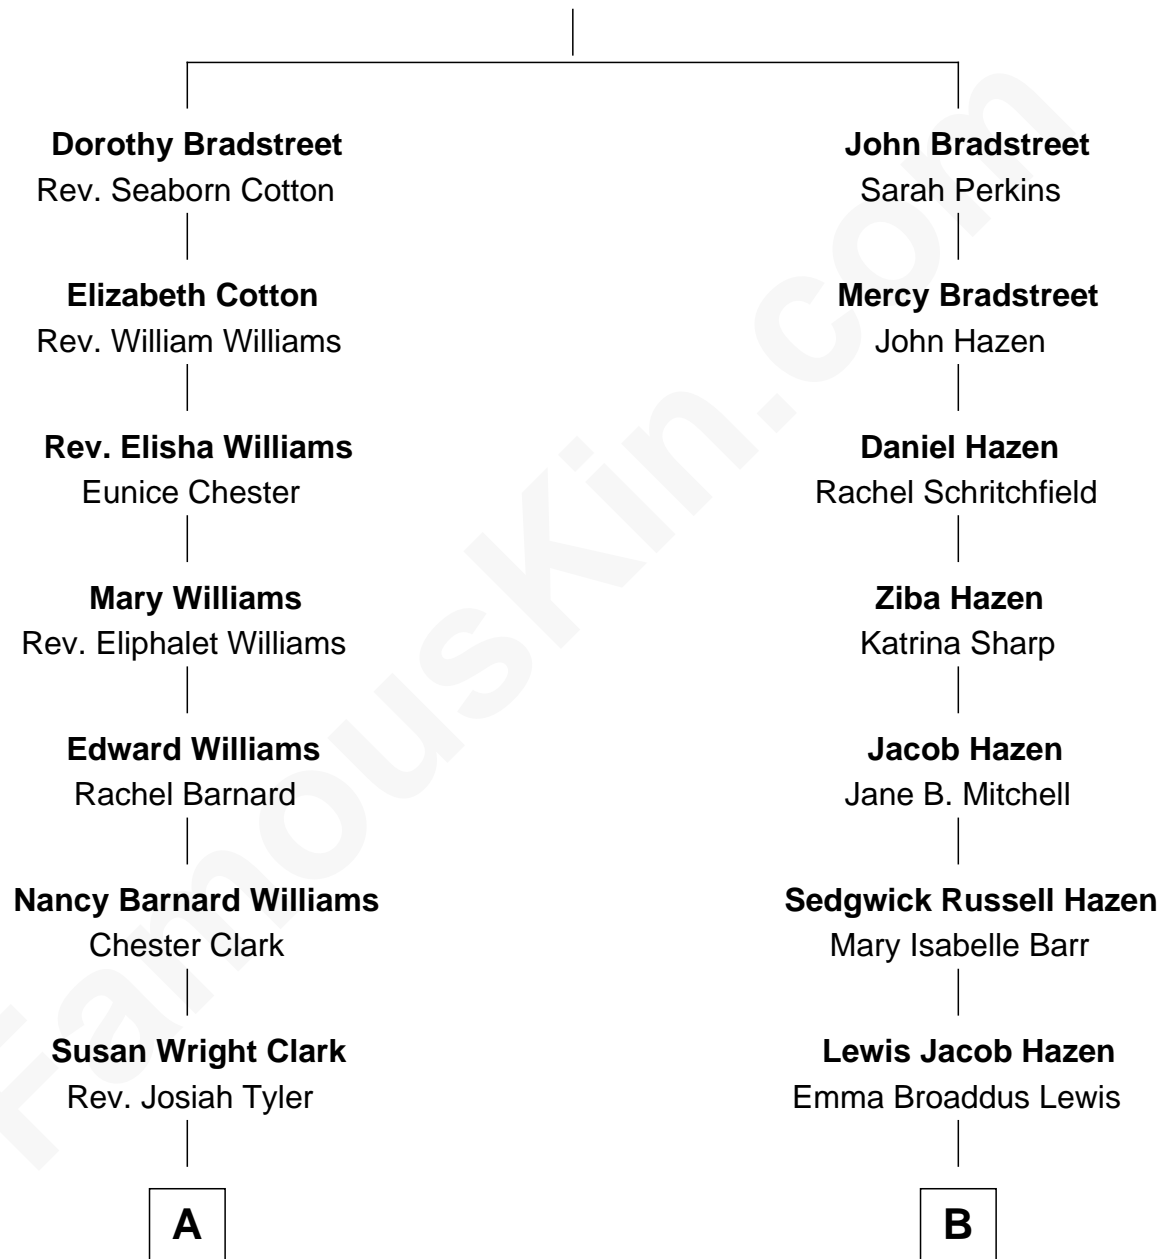 Dorothy Bradstreet
Rev. Seaborn Cotton
Elizabeth Cotton
Rev. William Williams
Rev. Elisha Williams
Eunice Chester
Mary Williams
Rev. Eliphalet Williams
Edward Williams
Rachel Barnard
Nancy Barnard Williams
Chester Clark
Susan Wright Clark
Rev. Josiah Tyler
A
John Bradstreet
Sarah Perkins
Mercy Bradstreet
John Hazen
Daniel Hazen
Rachel Schritchfield
Ziba Hazen
Katrina Sharp
Jacob Hazen
Jane B. Mitchell
Sedgwick Russell Hazen
Mary Isabelle Barr
Lewis Jacob Hazen
Emma Broaddus Lewis
B
FamousKin.com